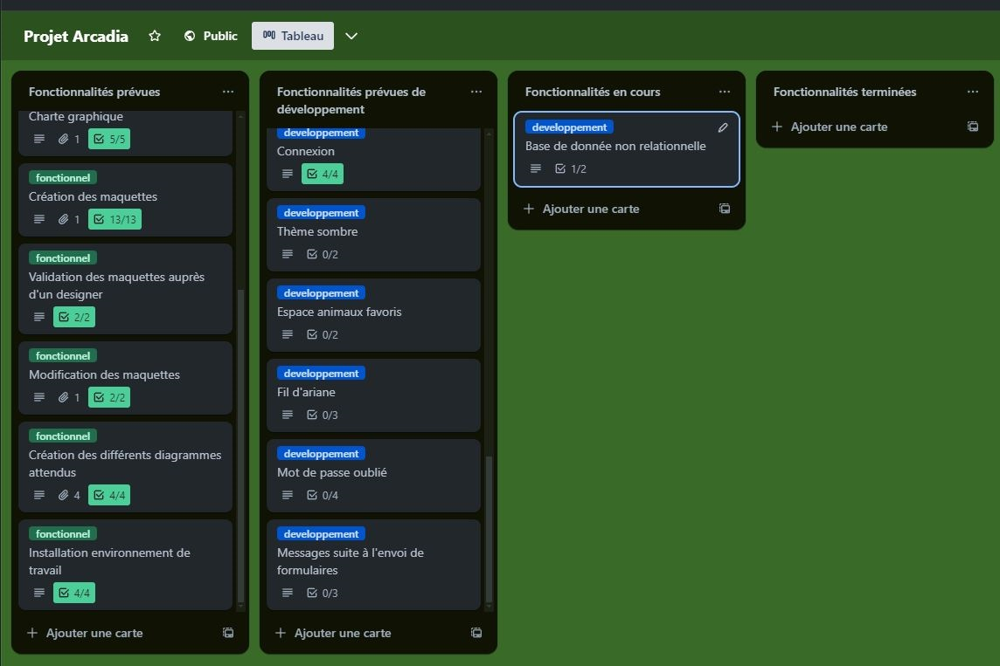 Projet Arcadia
Public
Tableau
Fonctionnalités prévues
Charte graphique
1
5/5
fonctionnel
Création des maquettes
1
13/13
fonctionnel
Validation des maquettes auprès
d'un designer
2/2
fonctionnel
Modification des maquettes
1
2/2
fonctionnel
Création des différents diagrammes
attendus
4
4/4
fonctionnel
Installation environnement de
travail
4/4
Ajouter une carte
Fonctionnalités prévues de
développement
developpement
Connexion
4/4
developpement
Thème sombre
0/2
developpement
Espace animaux favoris
0/2
developpement
Fil d'ariane
0/3
developpement
Mot de passe oublié
0/4
developpement
Messages suite à l'envoi de
formulaires
0/3
Ajouter une carte
Fonctionnalités en cours
developpement
Base de donnée non relationnelle
1/2
Ajouter une carte
Fonctionnalités terminées
Ajouter une carte